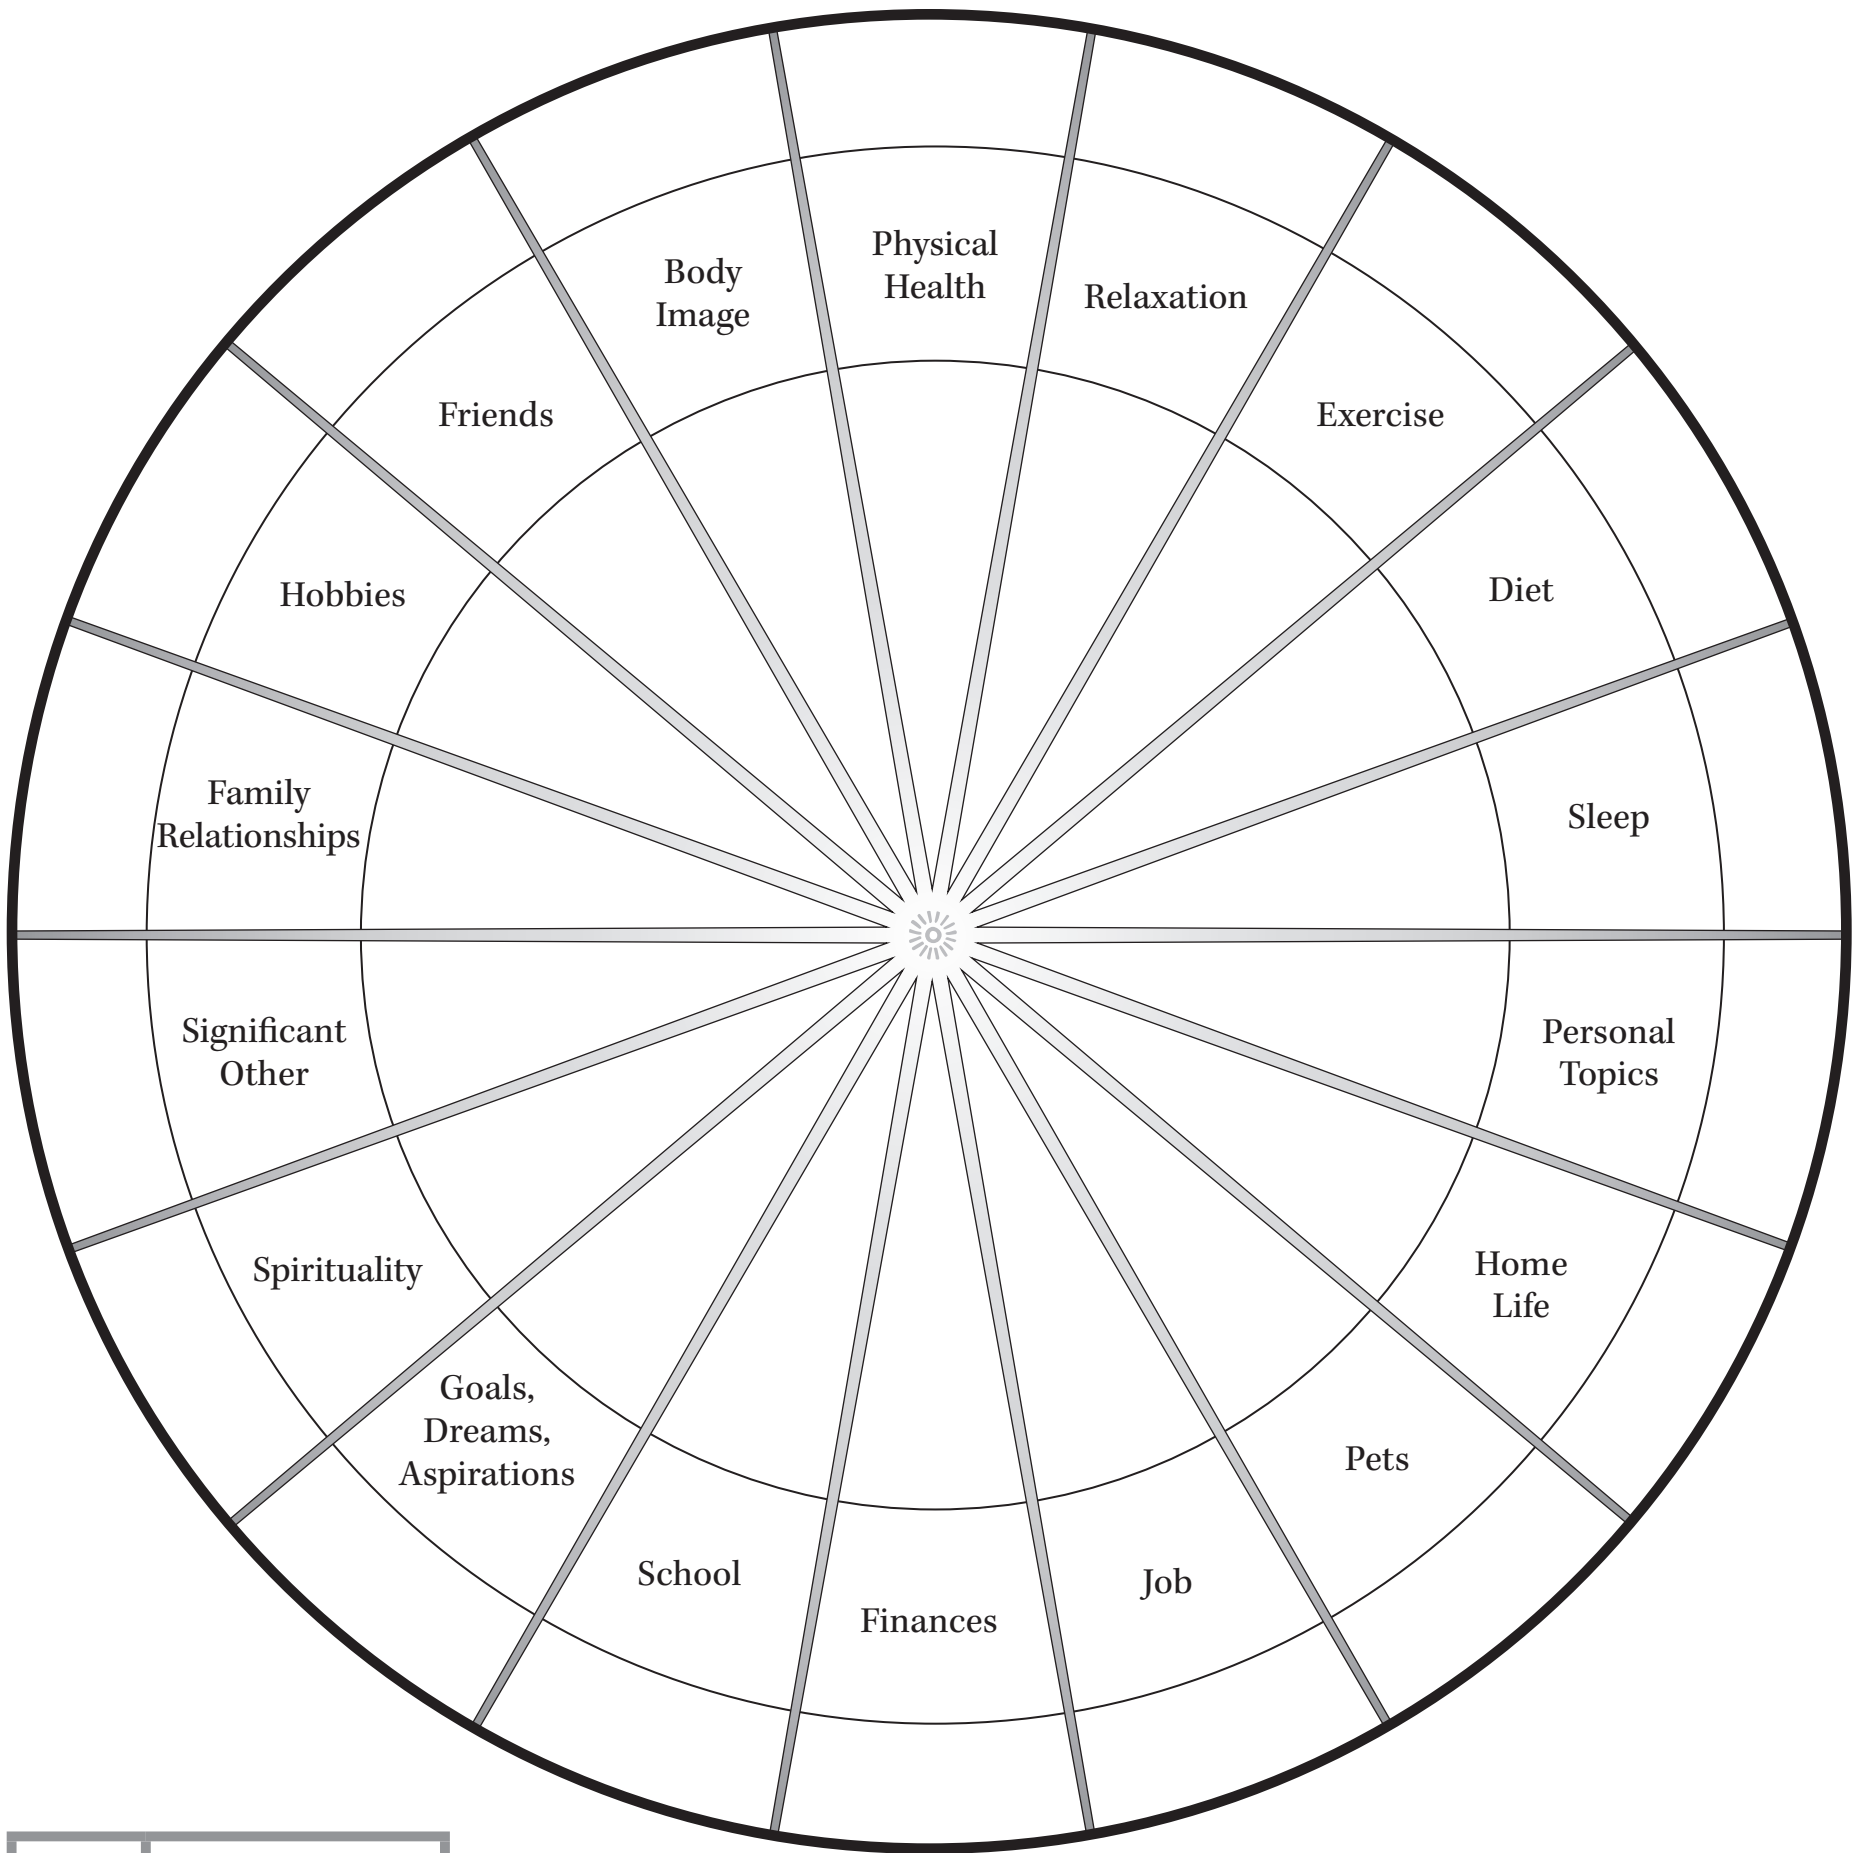 Physical
Health
Relaxation
Exercise
Diet
Sleep
Personal
Topics
Home
Life
Pets
Job
Finances
School
Goals,
Dreams,
Aspirations
Spirituality
Significant
Other
Family
Relationships
Hobbies
Friends
Body
Image